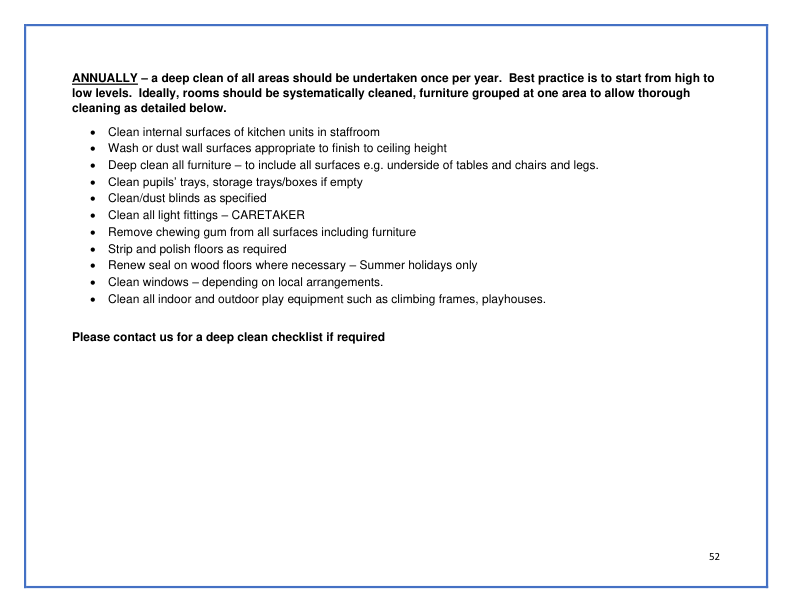 ANNUALLY – a deep clean of all areas should be undertaken once per year.  Best practice is to start from high to
low levels.  Ideally, rooms should be systematically cleaned, furniture grouped at one area to allow thorough
cleaning as detailed below.
• Clean internal surfaces of kitchen units in staffroom
• Wash or dust wall surfaces appropriate to finish to ceiling height
• Deep clean all furniture – to include all surfaces e.g. underside of tables and chairs and legs.
• Clean pupils’ trays, storage trays/boxes if empty
• Clean/dust blinds as specified
• Clean all light fittings – CARETAKER
• Remove chewing gum from all surfaces including furniture
• Strip and polish floors as required
• Renew seal on wood floors where necessary – Summer holidays only
• Clean windows – depending on local arrangements.
• Clean all indoor and outdoor play equipment such as climbing frames, playhouses.
Please contact us for a deep clean checklist if required
52